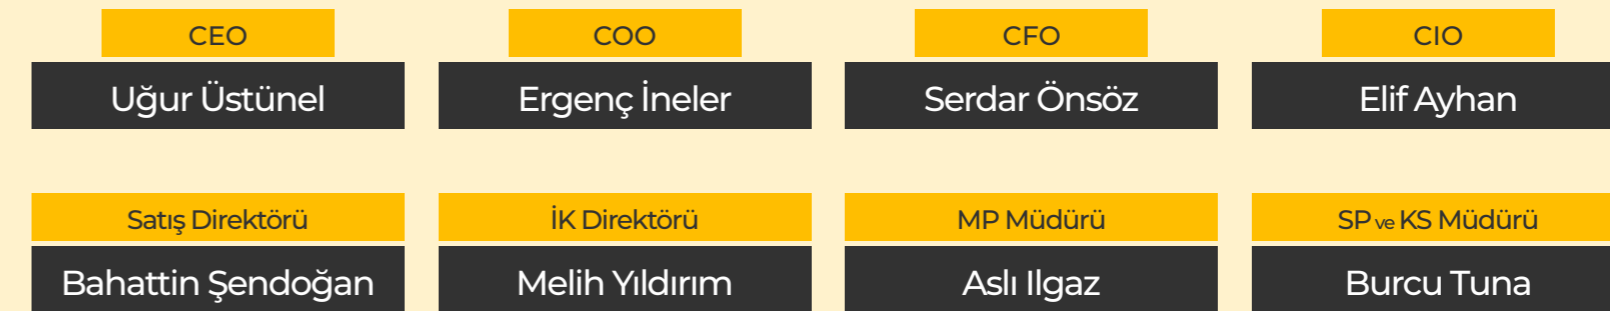 CEO
COO
CFO
CIO
Uğur Üstünel
Ergenç İneler
Serdar Önsöz
Elif Ayhan
Satış Direktörü
İK Direktörü
MP Müdürü
SP ve KS Müdürü
Bahattin Şendoğan
Melih Yıldırım
Aslı Ilgaz
Burcu Tuna